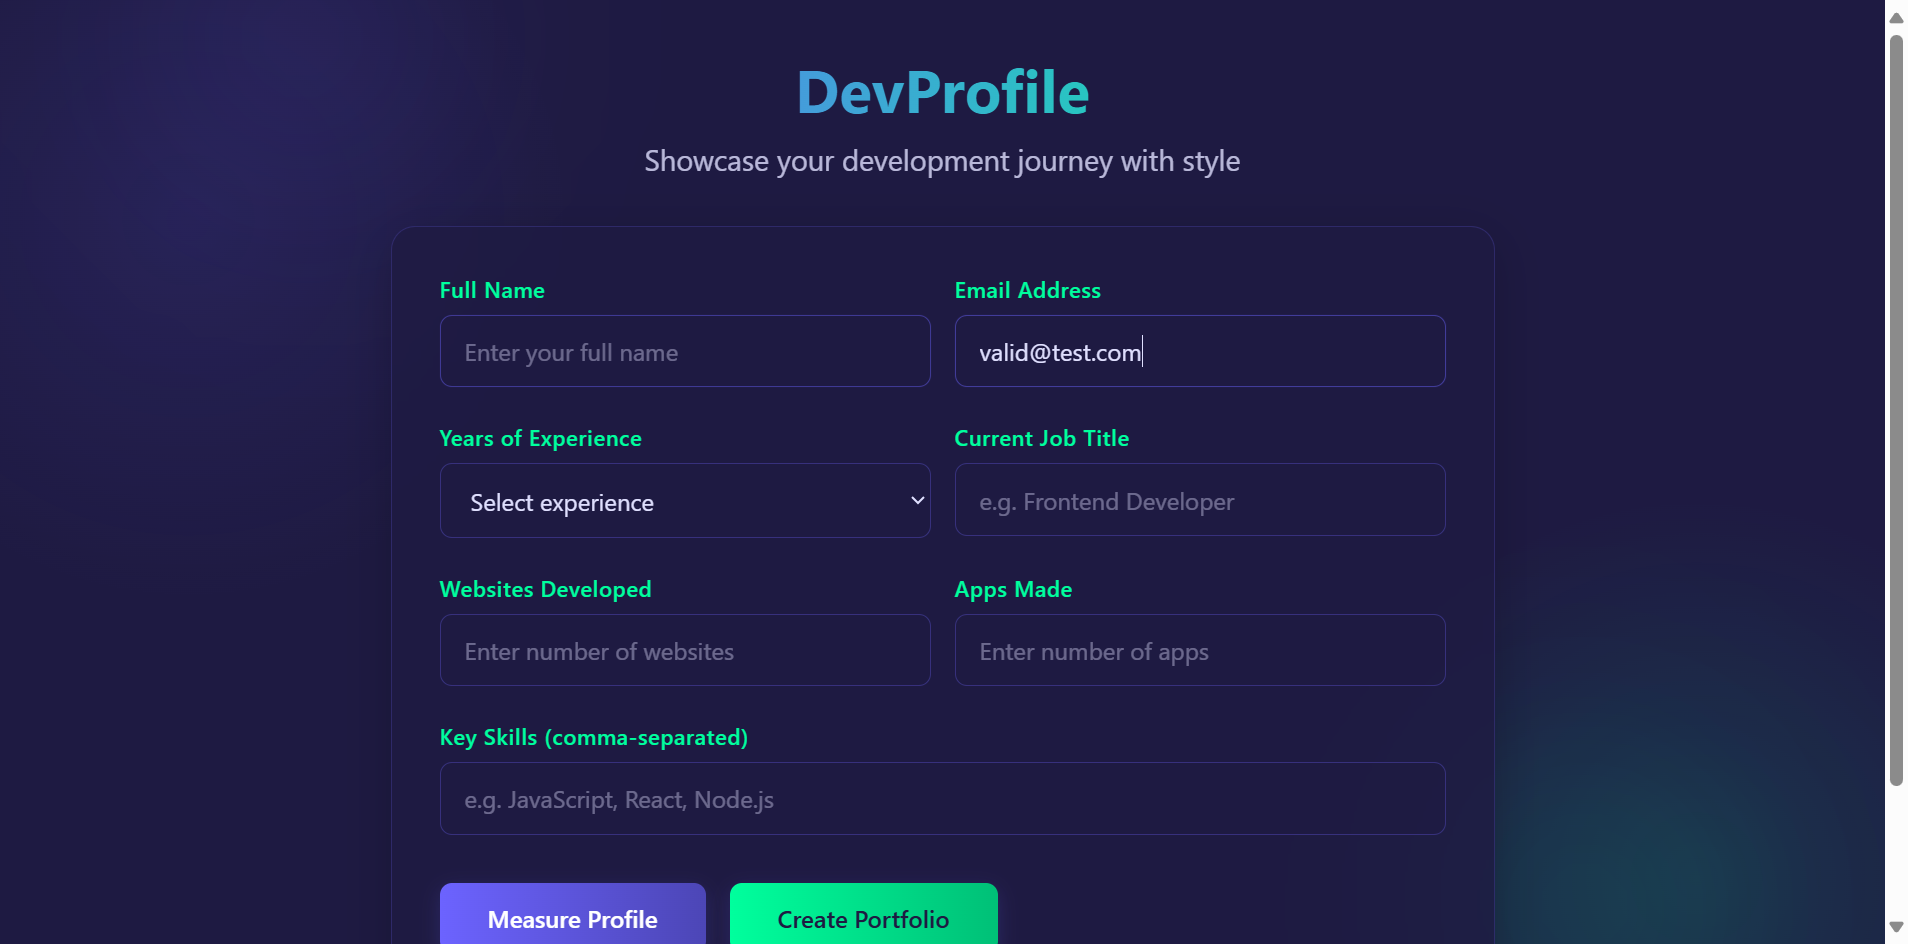 DevProfile
Showcase your development journey with style
Full Name
Email Address
Enter your full name
valid@test.com
Years of Experience
Current Job Title
Select experience
e.g. Frontend Developer
Websites Developed
Apps Made
Enter number of websites
Enter number of apps
Key Skills (comma-separated)
e.g. JavaScript, React, Node.js
Measure Profile
Create Portfolio